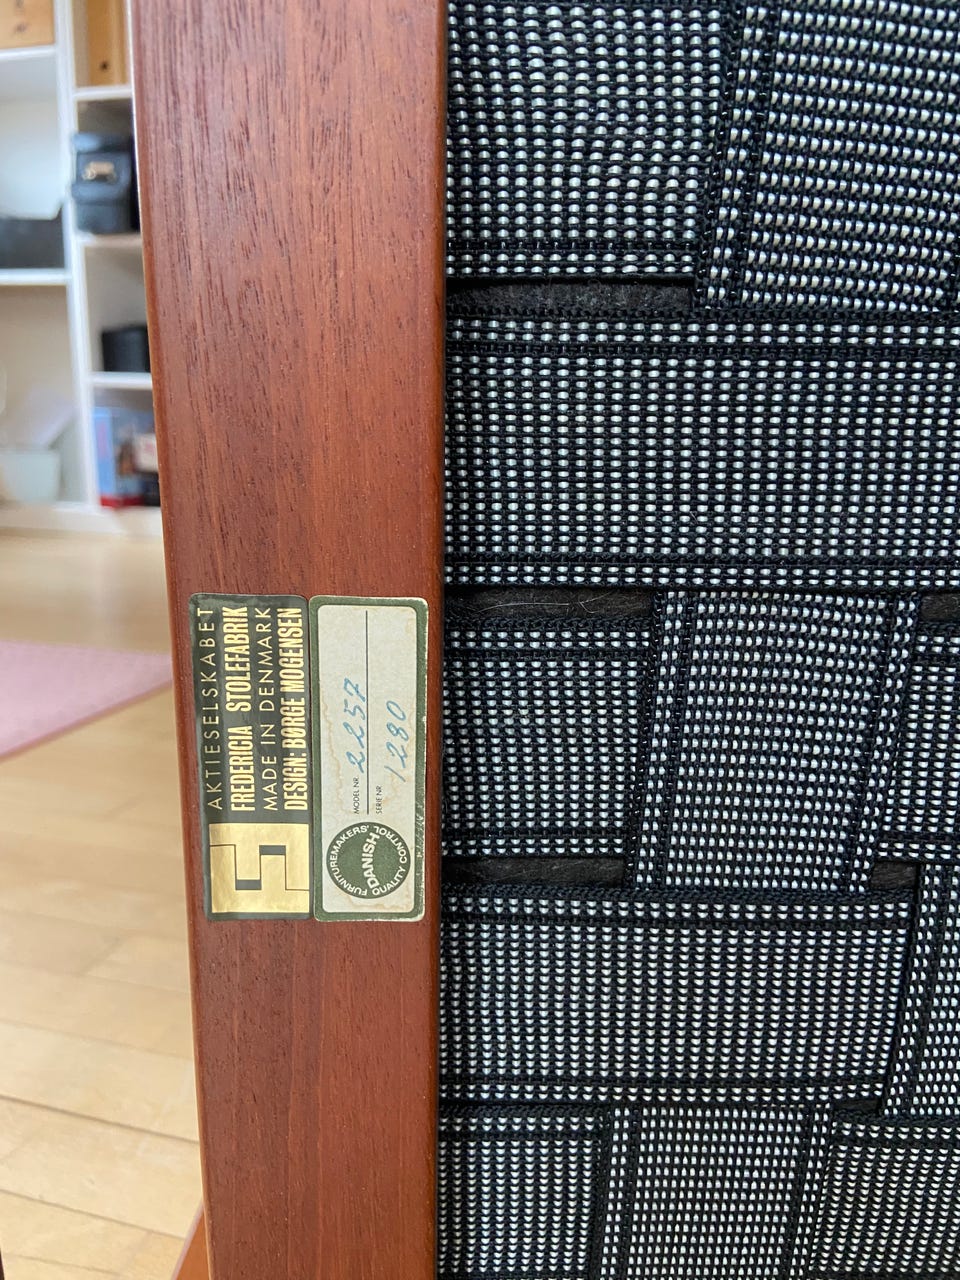 AKTIESELSKABET
FREDERICIA STOLEFABRIK
MADE IN DENMARK
DESIGN: BØRGE MOGENSEN
MODEL NR. 2257
SERIE NR. 1280
FURNITUREMAKERS'
DANISH
QUALITY CONTROL